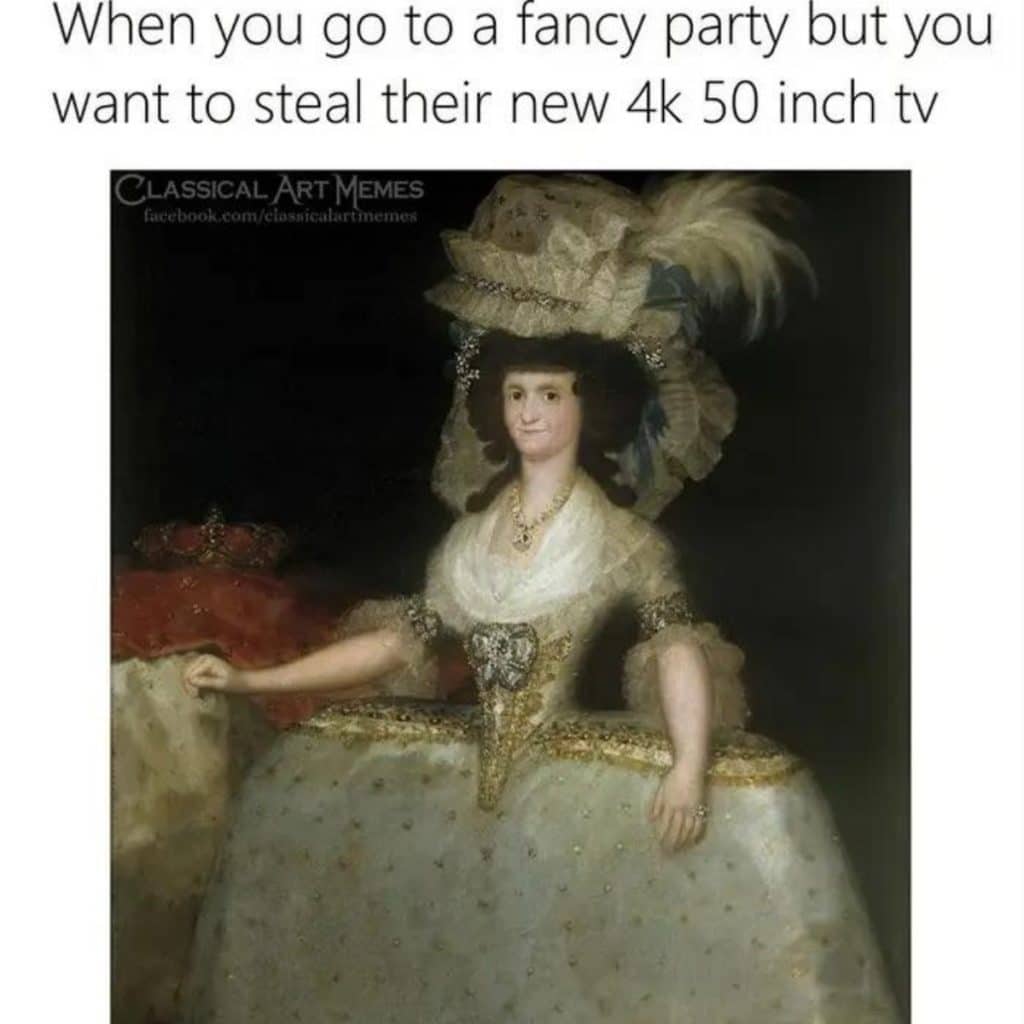 When you go to a fancy party but you
want to steal their new 4k 50 inch tv
CLASSICAL ART MEMES
facebook.com/classicalartmemes